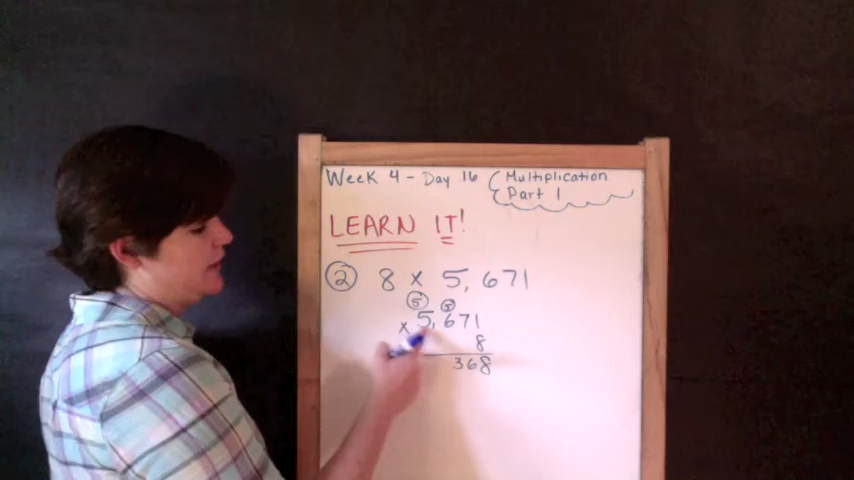 Week 4 - Day 16
Multiplication
Part 1
LEARN IT!
2 8 x 5,671
5 5
5,671
x 8
368